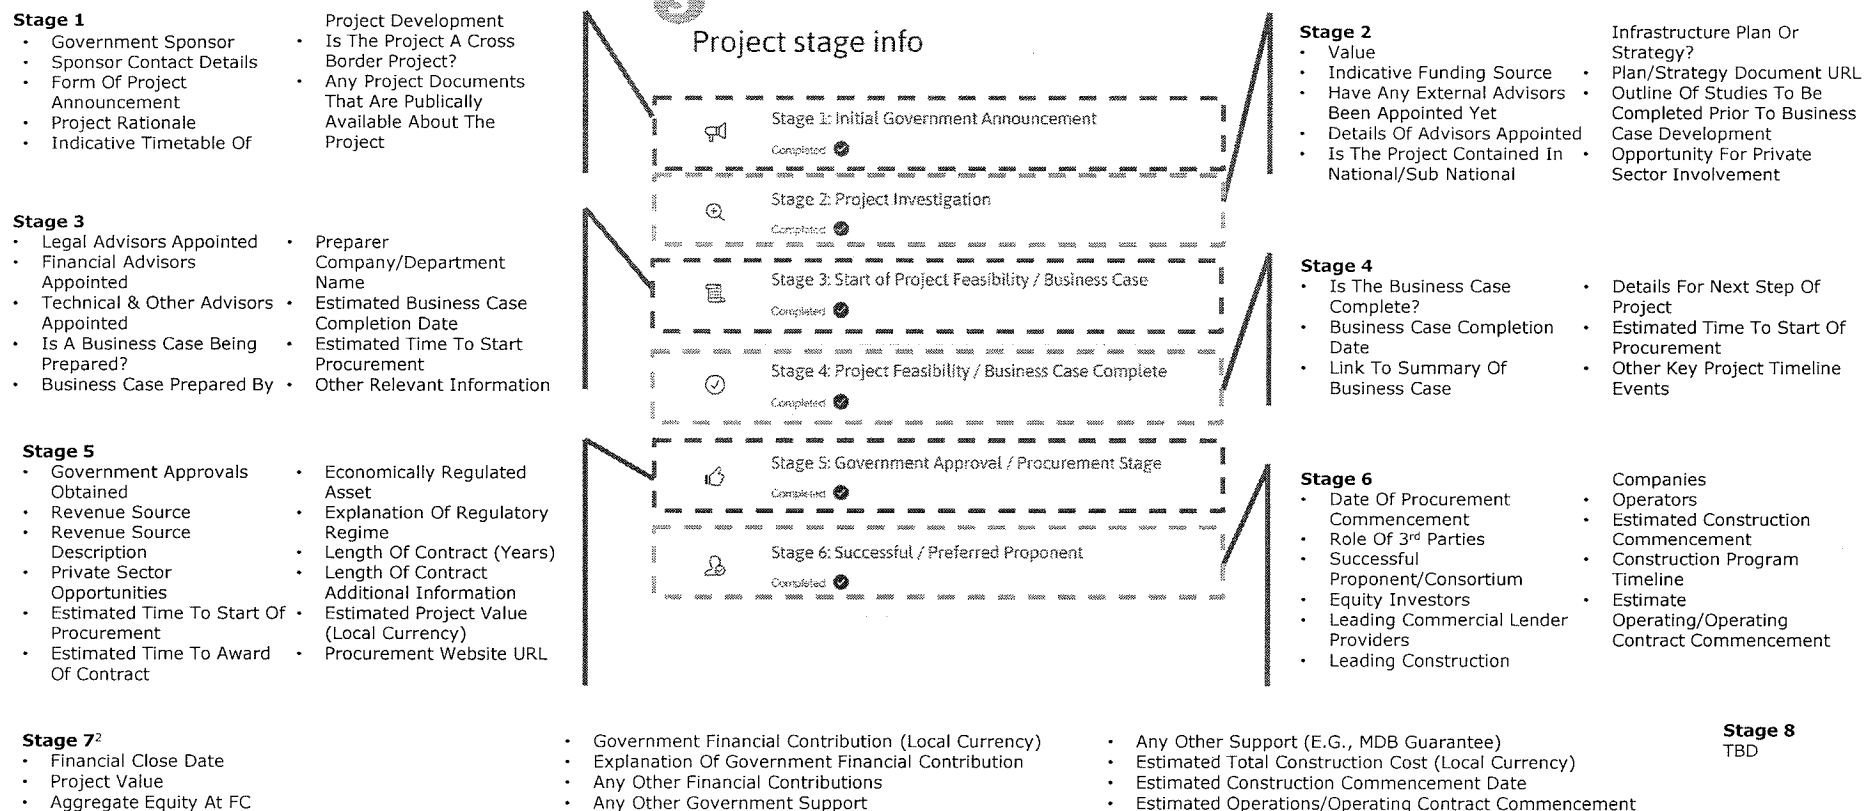 Stage 1
• Government Sponsor
• Sponsor Contact Details
• Form Of Project
Announcement
• Project Rationale
• Indicative Timetable Of
Project Development
• Is The Project A Cross
Border Project?
• Any Project Documents
That Are Publically
Available About The
Project
Project stage info
Stage 1: Initial Government Announcement
Completed
Stage 2: Project Investigation
Completed
Stage 3: Start of Project Feasibility / Business Case
Completed
Stage 4: Project Feasibility / Business Case Complete
Completed
Stage 5: Government Approval / Procurement Stage
Completed
Stage 6: Successful / Preferred Proponent
Completed
Stage 2
• Value
• Indicative Funding Source
• Have Any External Advisors
Been Appointed Yet
• Details Of Advisors Appointed
• Is The Project Contained In
National/Sub National
Infrastructure Plan Or
Strategy?
• Plan/Strategy Document URL
• Outline Of Studies To Be
Completed Prior To Business
Case Development
• Opportunity For Private
Sector Involvement
Stage 3
• Legal Advisors Appointed
• Financial Advisors
Appointed
• Technical & Other Advisors
Appointed
• Is A Business Case Being
Prepared?
• Business Case Prepared By
• Preparer
Company/Department
Name
• Estimated Business Case
Completion Date
• Estimated Time To Start
Procurement
• Other Relevant Information
Stage 4
• Is The Business Case
Complete?
• Business Case Completion
Date
• Link To Summary Of
Business Case
• Details For Next Step Of
Project
• Estimated Time To Start Of
Procurement
• Other Key Project Timeline
Events
Stage 5
• Government Approvals
Obtained
• Revenue Source
• Revenue Source
Description
• Private Sector
Opportunities
• Estimated Time To Start Of
Procurement
• Estimated Time To Award
Of Contract
• Economically Regulated
Asset
• Explanation Of Regulatory
Regime
• Length Of Contract (Years)
• Length Of Contract
Additional Information
• Estimated Project Value
(Local Currency)
• Procurement Website URL
Stage 6
• Date Of Procurement
Commencement
• Role Of 3rd Parties
• Successful
Proponent/Consortium
• Equity Investors
• Leading Commercial Lender
Providers
• Leading Construction
Companies
• Operators
• Estimated Construction
Commencement
• Construction Program
Timeline
• Estimate
Operating/Operating
Contract Commencement
Stage 7²
• Financial Close Date
• Project Value
• Aggregate Equity At FC
• Government Financial Contribution (Local Currency)
• Explanation Of Government Financial Contribution
• Any Other Financial Contributions
• Any Other Government Support
• Any Other Support (E.G., MDB Guarantee)
• Estimated Total Construction Cost (Local Currency)
• Estimated Construction Commencement Date
• Estimated Operations/Operating Contract Commencement
Stage 8
TBD